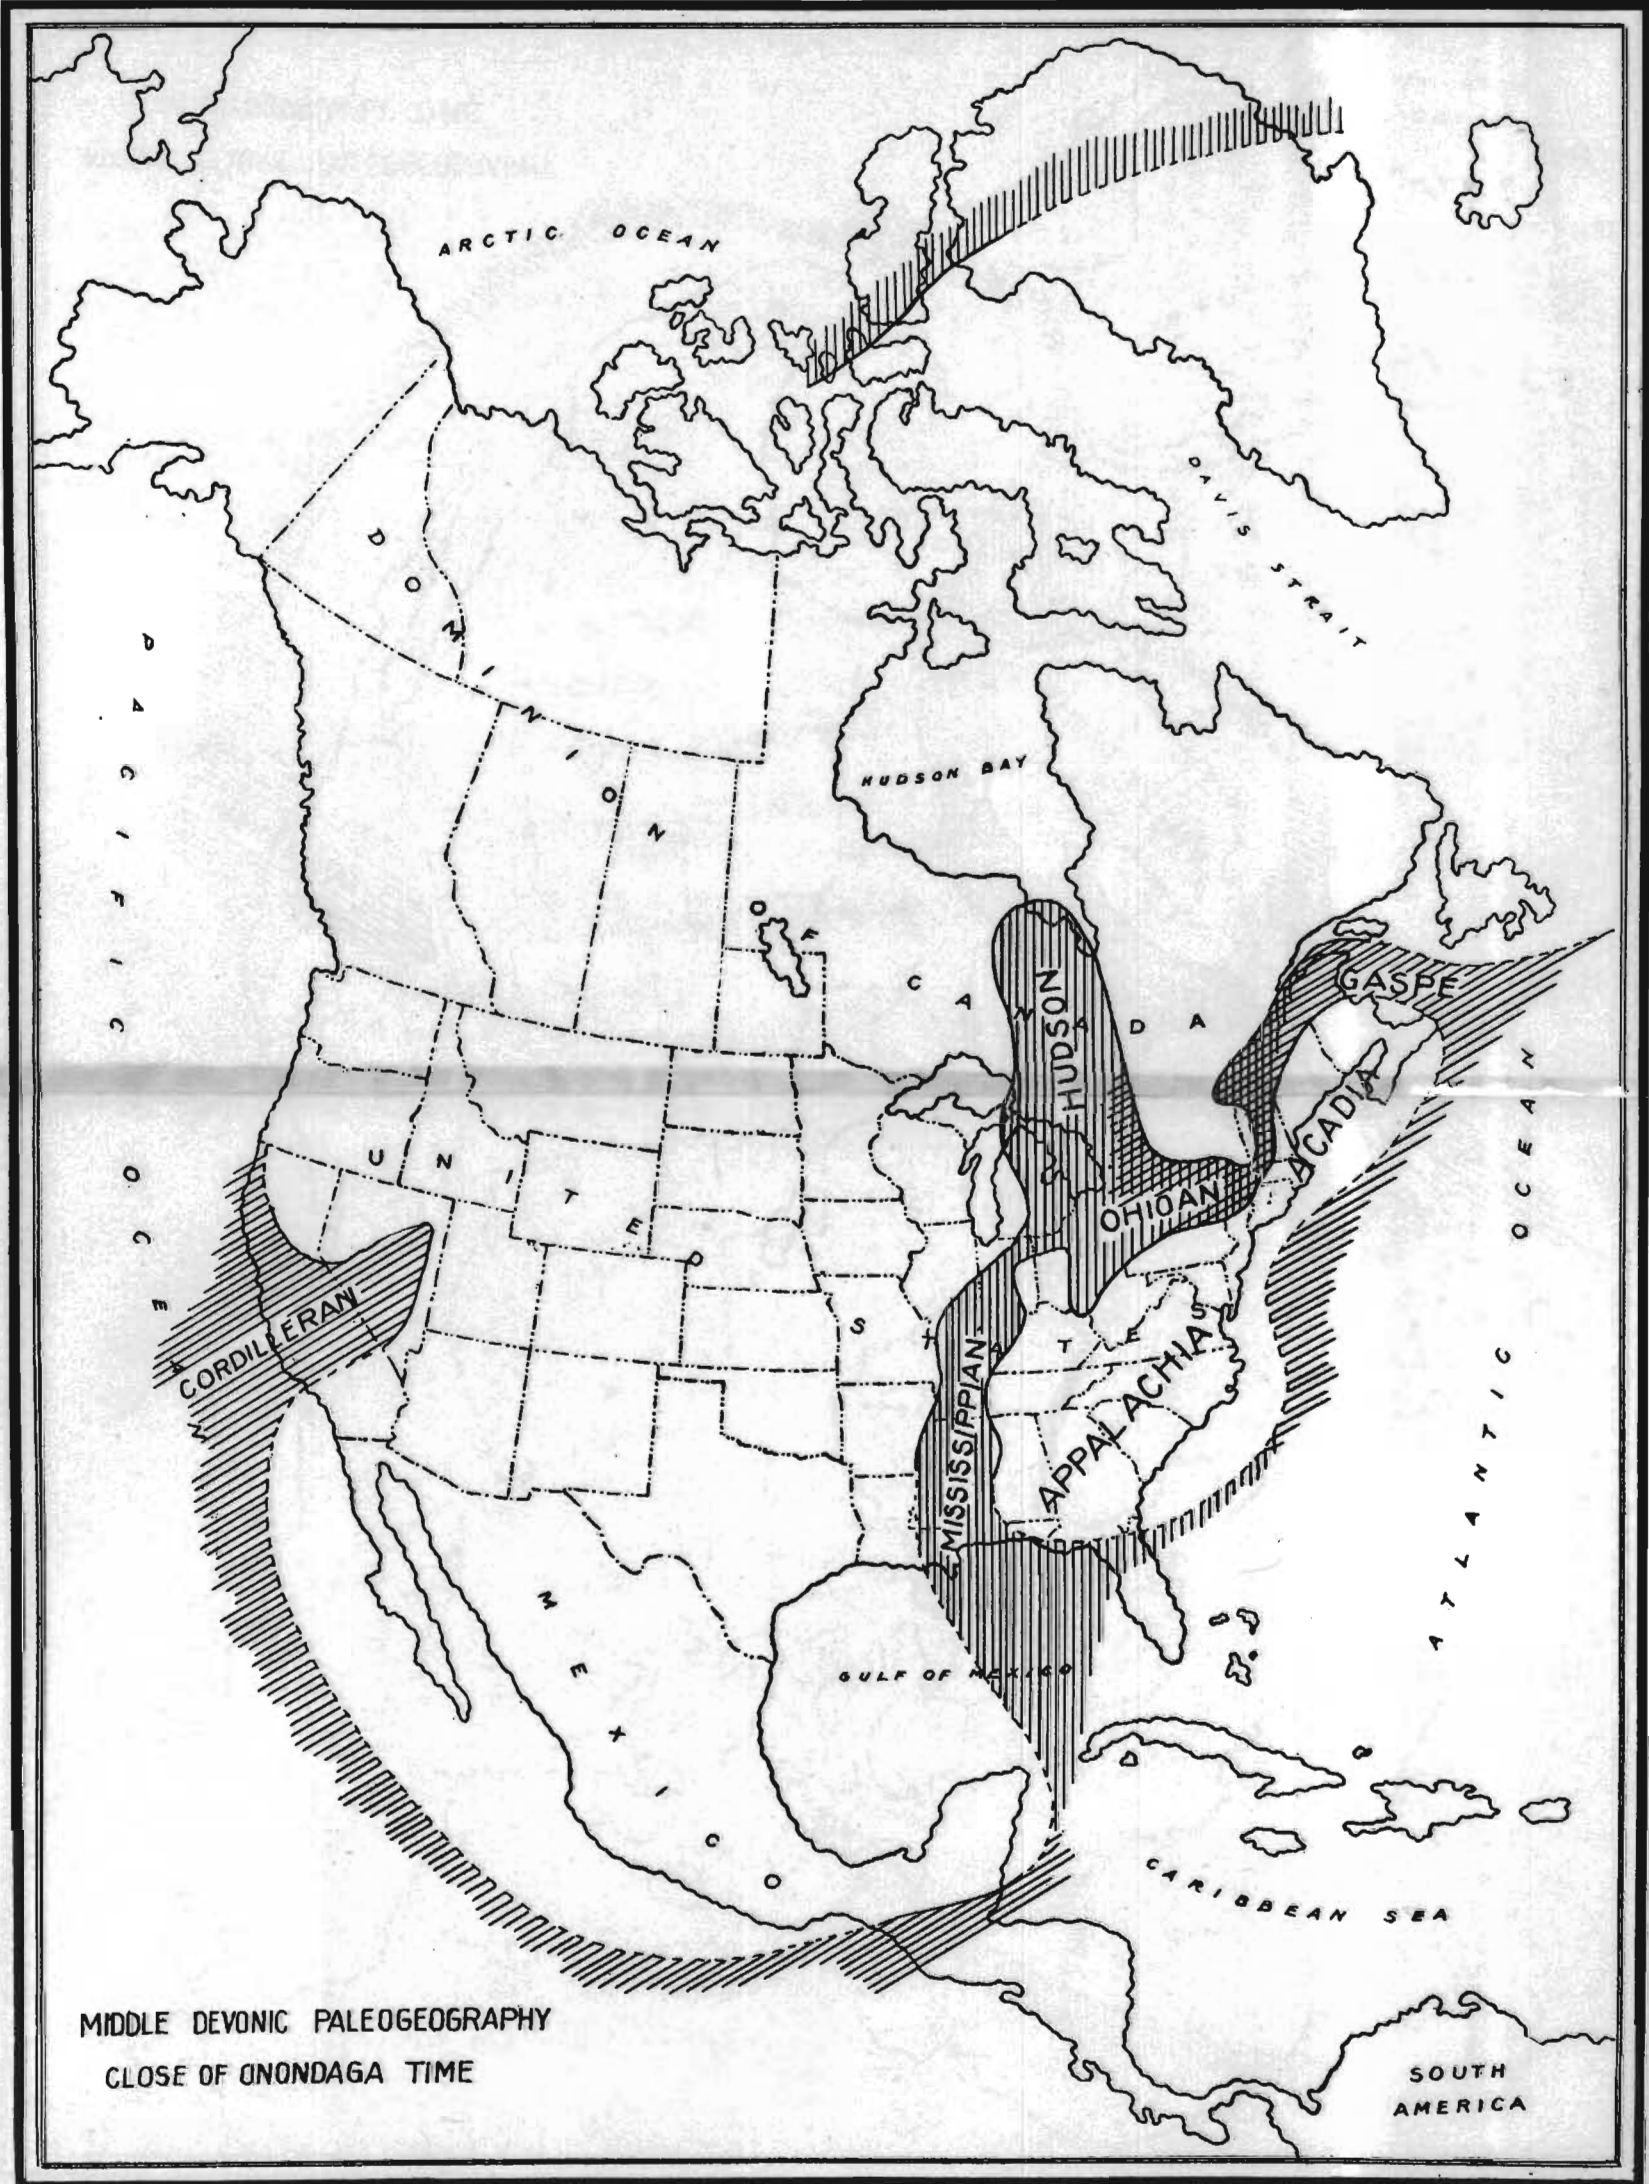 ARCTIC OCEAN
DAVIS STRAIT
DOMINION OF CANADA
HUDSON BAY
PACIFIC OCEAN
HUDSON
GASPE
ACADIA
OHIOAN
UNITED STATES
CORDILLERAN
MISSISSIPPIAN
APPALACHIA
ATLANTIC OCEAN
MEXICO
GULF OF MEXICO
CARIBBEAN SEA
MIDDLE DEVONIC PALEOGEOGRAPHY
CLOSE OF ONONDAGA TIME
SOUTH
AMERICA